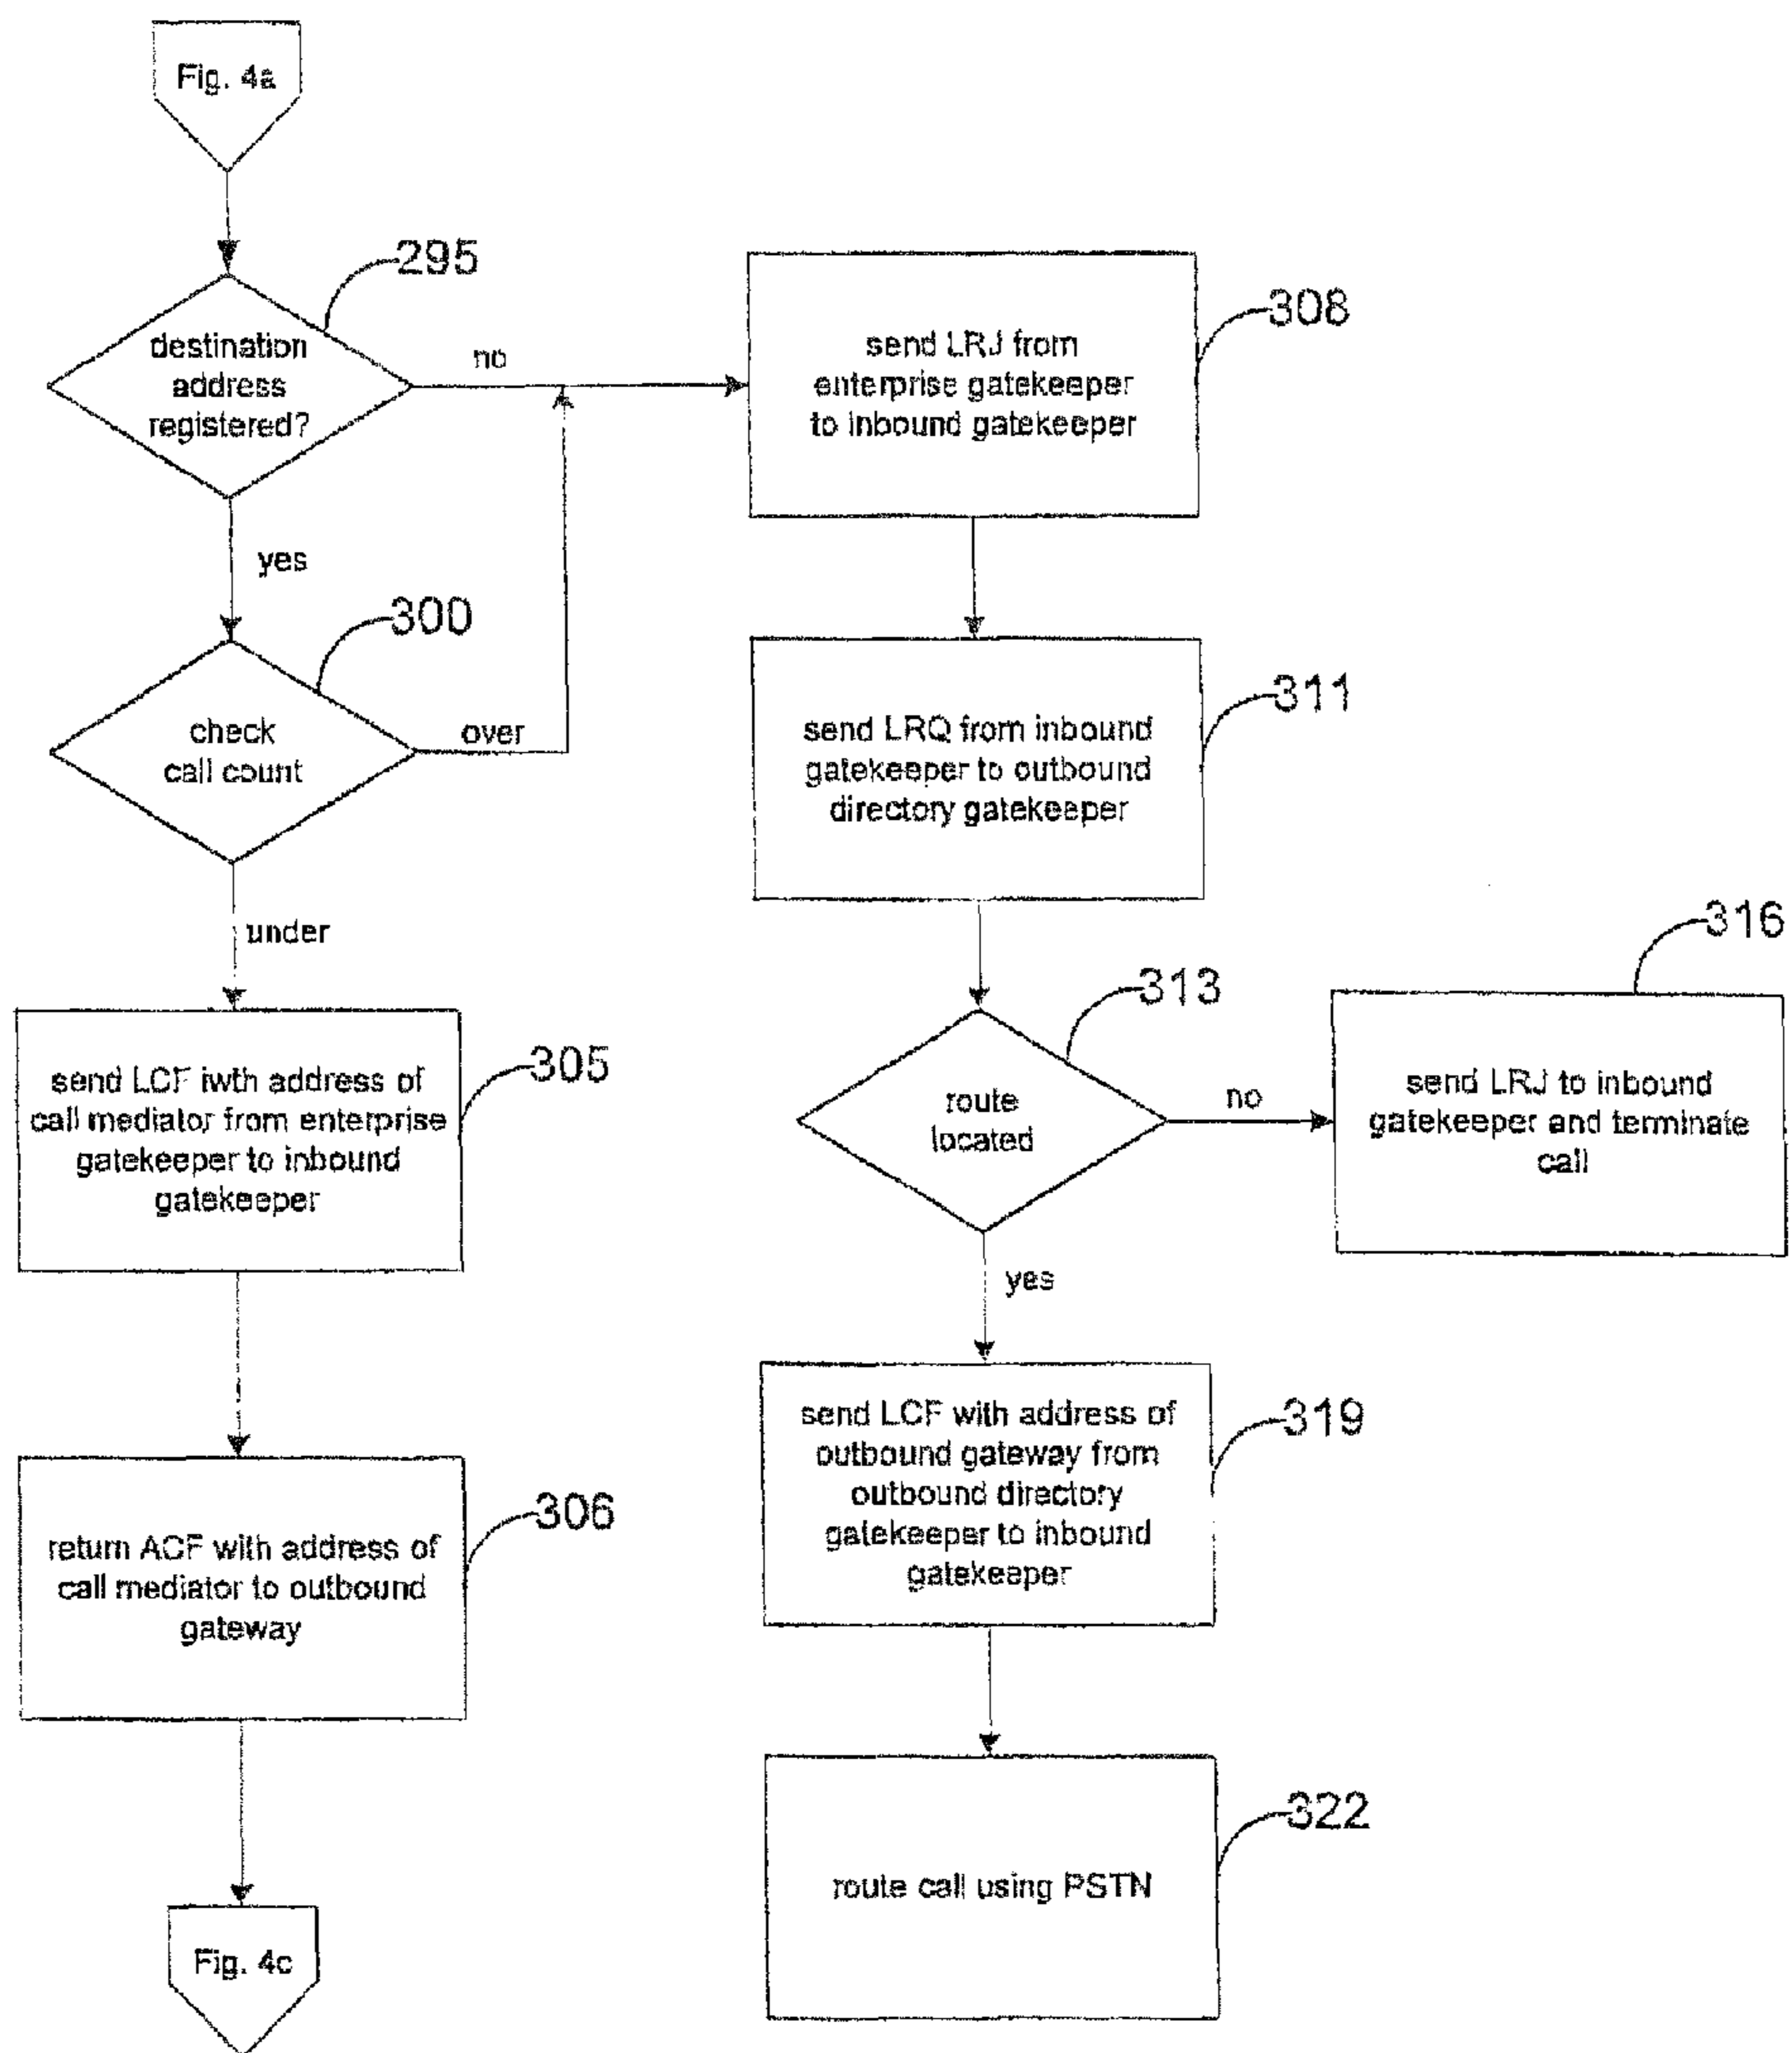 Fig. 4a
295
destination
address
registered?
no
yes
308
send LRJ from
enterprise gatekeeper
to inbound gatekeeper
300
check
call count
over
under
311
send LRQ from inbound
gatekeeper to outbound
directory gatekeeper
313
route
located
no
yes
316
send LRJ to inbound
gatekeeper and terminate
call
305
send LCF iwth address of
call mediator from enterprise
gatekeeper to inbound
gatekeeper
319
send LCF with address of
outbound gateway from
outbound directory
gatekeeper to inbound
gatekeeper
306
return ACF with address of
call mediator to outbound
gateway
322
route call using PSTN
Fig. 4c